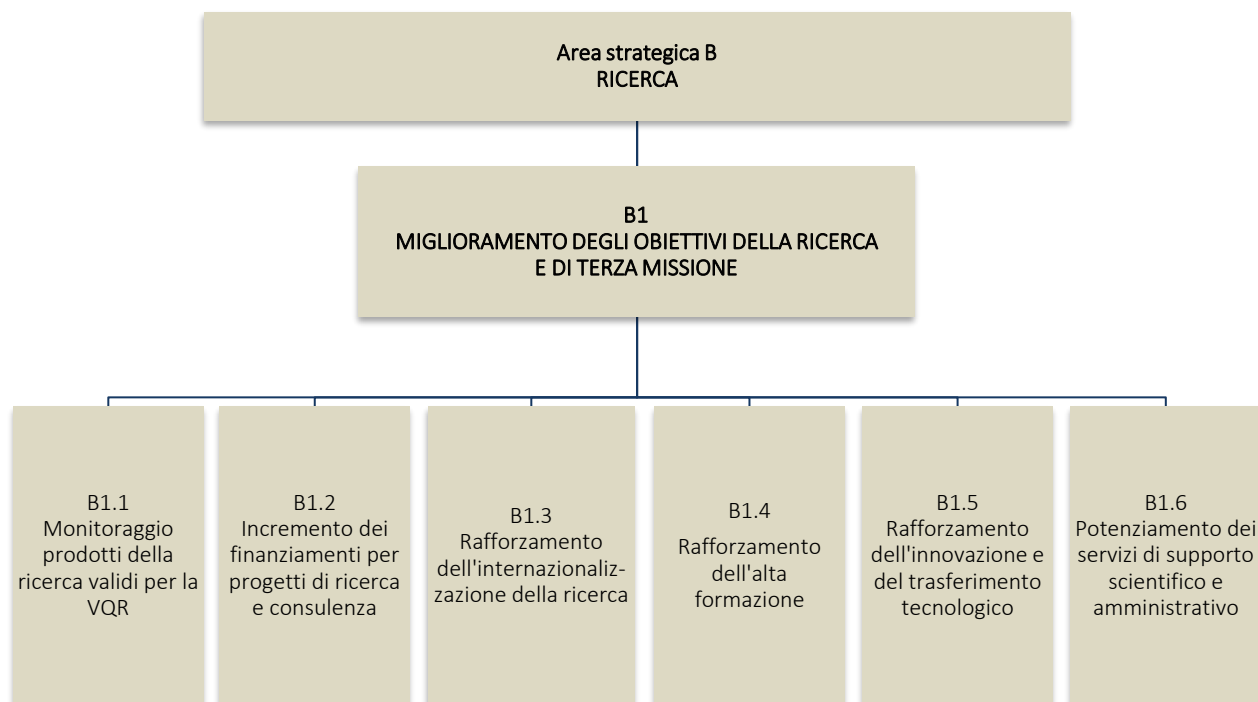 Area strategica B
RICERCA
B1
MIGLIORAMENTO DEGLI OBIETTIVI DELLA RICERCA
E DI TERZA MISSIONE
B1.1
Monitoraggio
prodotti della
ricerca validi per la
VQR
B1.2
Incremento dei
finanziamenti per
progetti di ricerca
e consulenza
B1.3
Rafforzamento
dell'internazionaliz-
zazione della ricerca
B1.4
Rafforzamento
dell'alta
formazione
B1.5
Rafforzamento
dell'innovazione e
del trasferimento
tecnologico
B1.6
Potenziamento dei
servizi di supporto
scientifico e
amministrativo